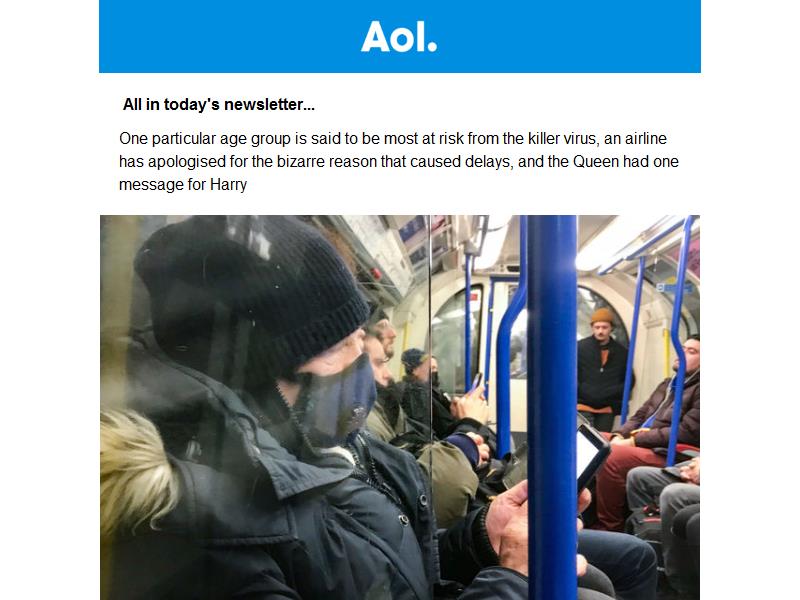 Aol.
All in today's newsletter...
One particular age group is said to be most at risk from the killer virus, an airline
has apologised for the bizarre reason that caused delays, and the Queen had one
message for Harry